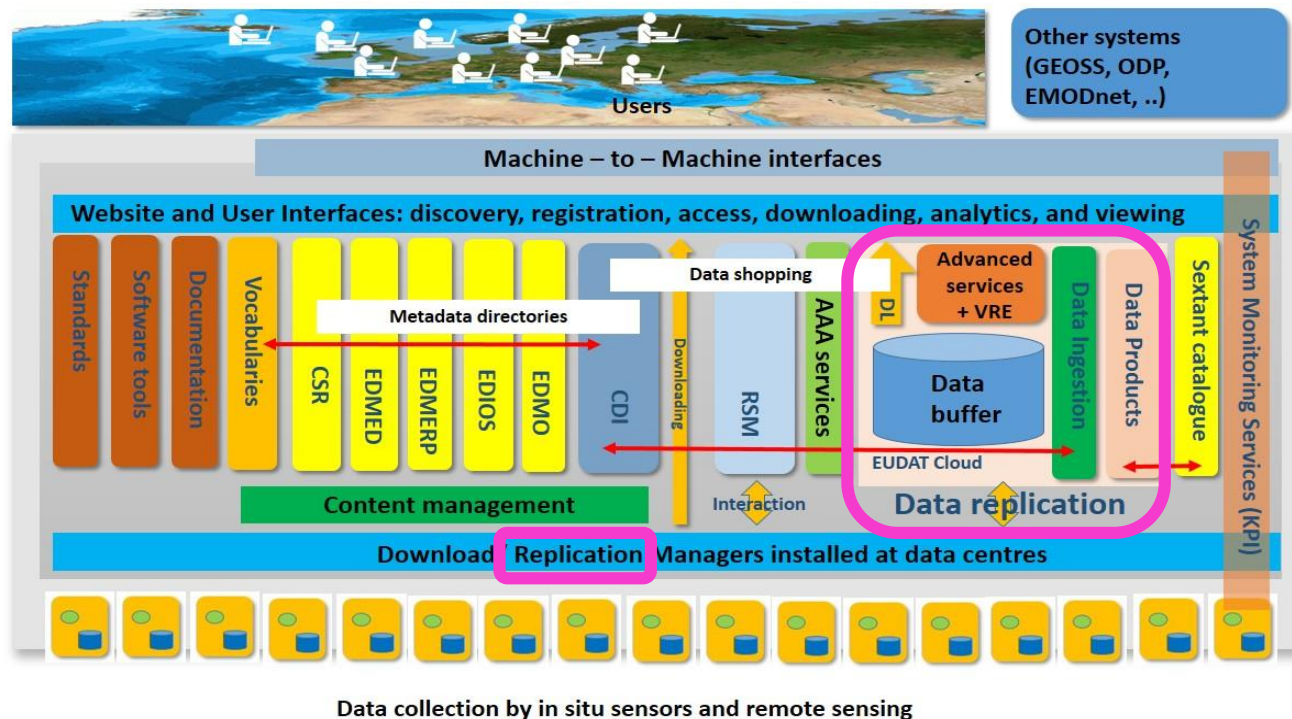 Users
Other systems
(GEOSS, ODP,
EMODnet, ..)
Machine – to – Machine interfaces
Website and User Interfaces: discovery, registration, access, downloading, analytics, and viewing
Standards
Software tools
Documentation
Vocabularies
Metadata directories
CSR
EDMED
EDMERP
EDIOS
EDMO
CDI
Downloading
Data shopping
RSM
AAA services
DL
Advanced
services
+ VRE
Data
buffer
EUDAT Cloud
Data Ingestion
Data Products
Sextant catalogue
System Monitoring Services (KPI)
Content management
Interaction
Data replication
Download/ Replication Managers installed at data centres
Data collection by in situ sensors and remote sensing